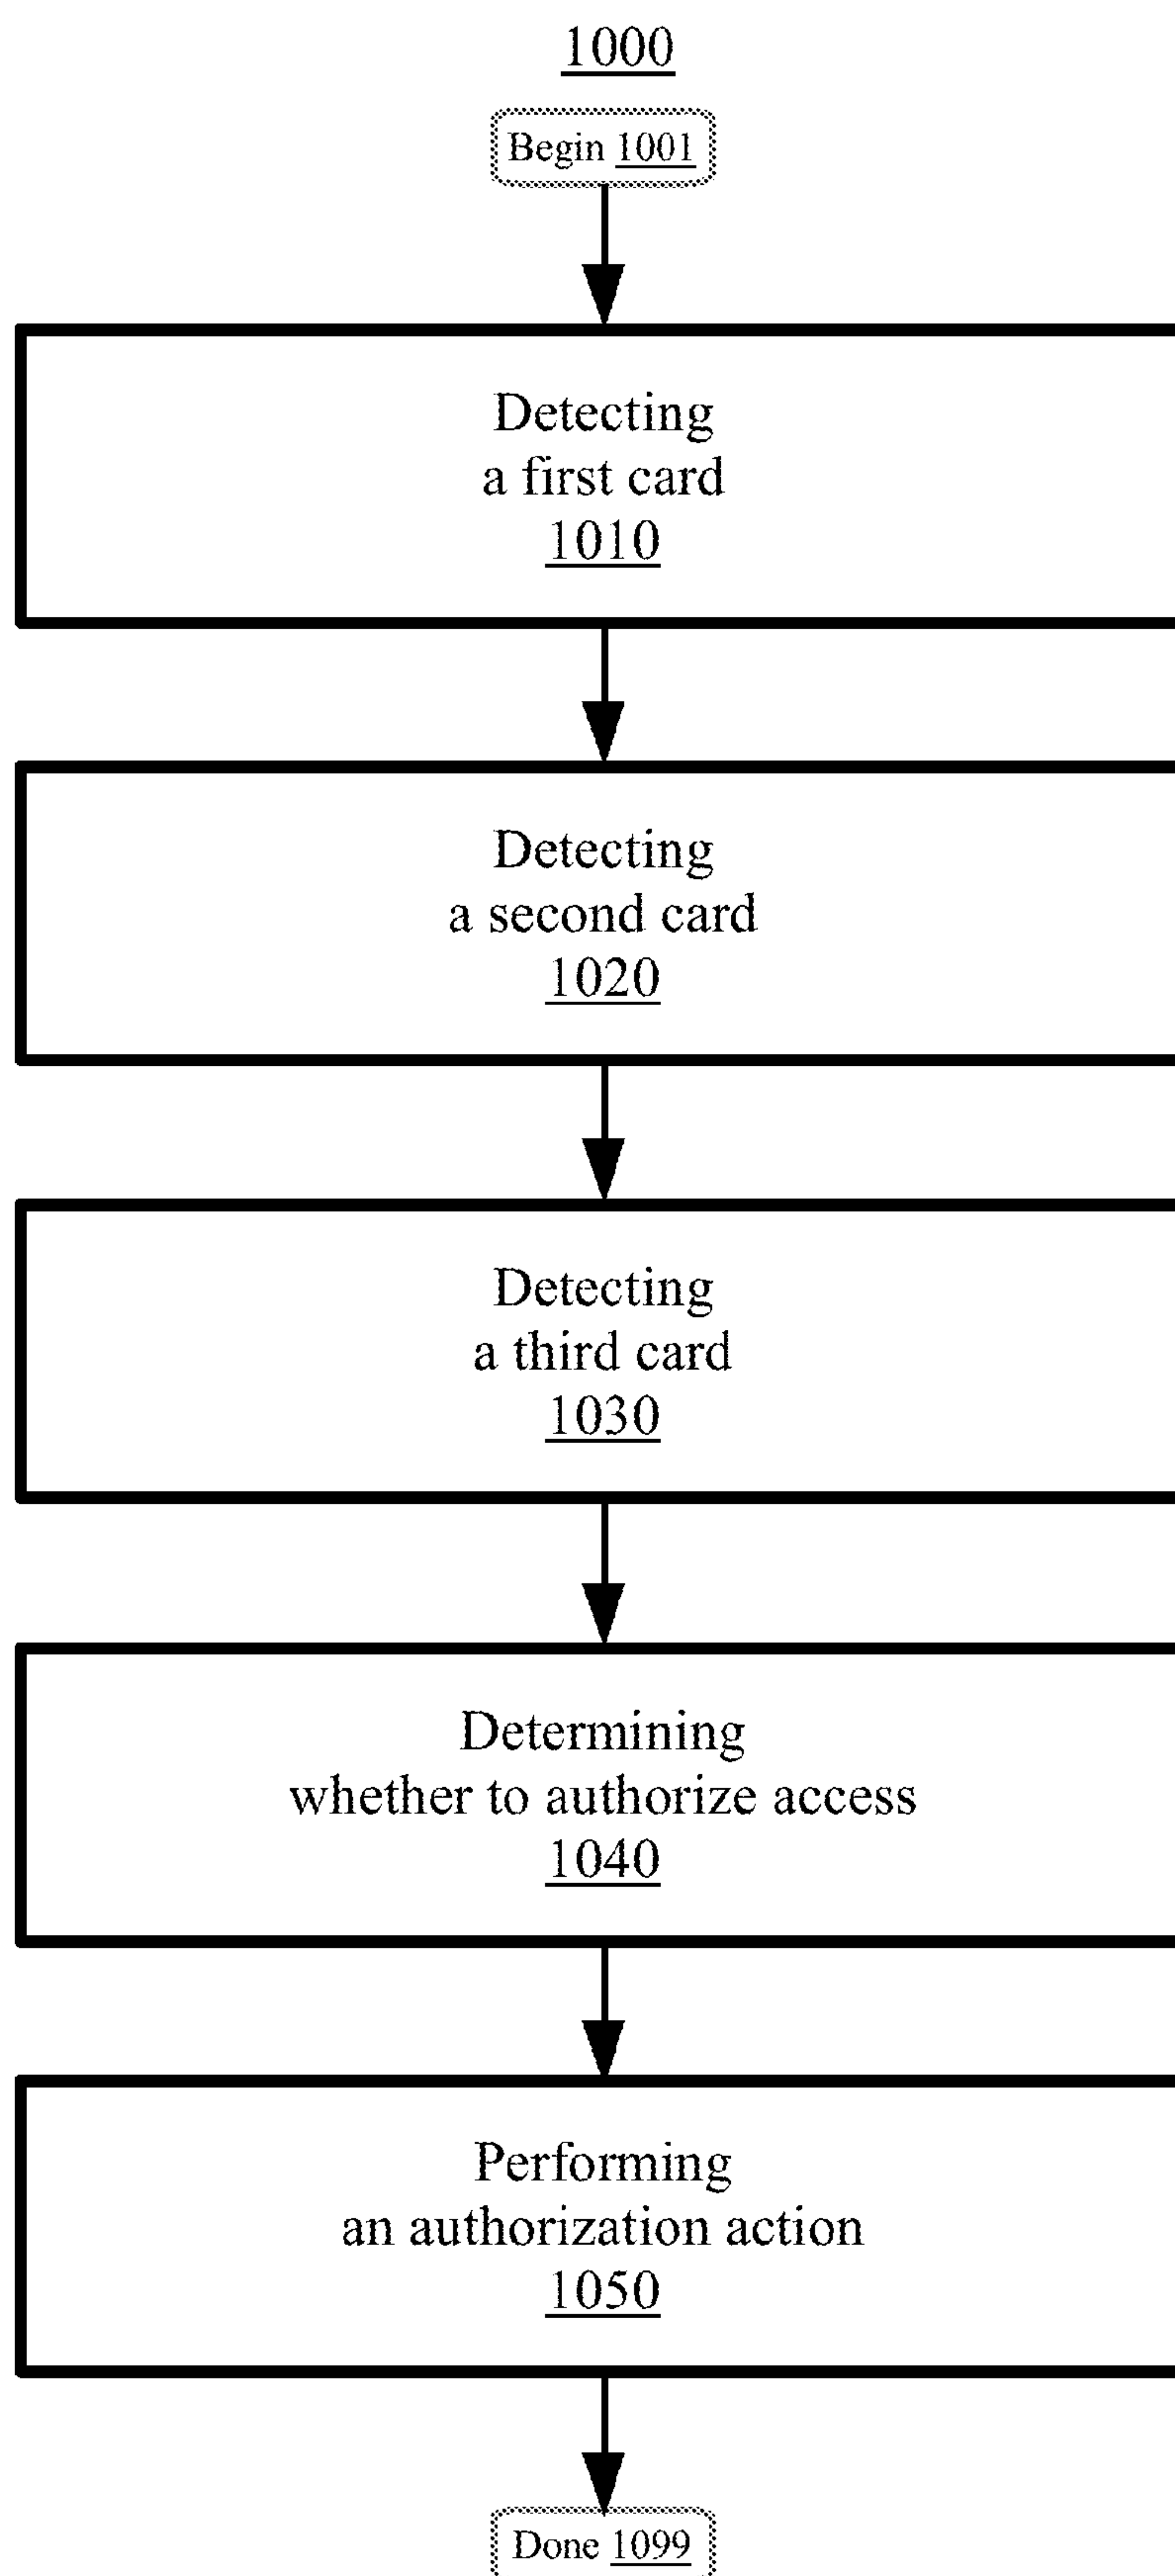 1000
Begin 1001
Detecting
a first card
1010
Detecting
a second card
1020
Detecting
a third card
1030
Determining
whether to authorize access
1040
Performing
an authorization action
1050
Done 1099